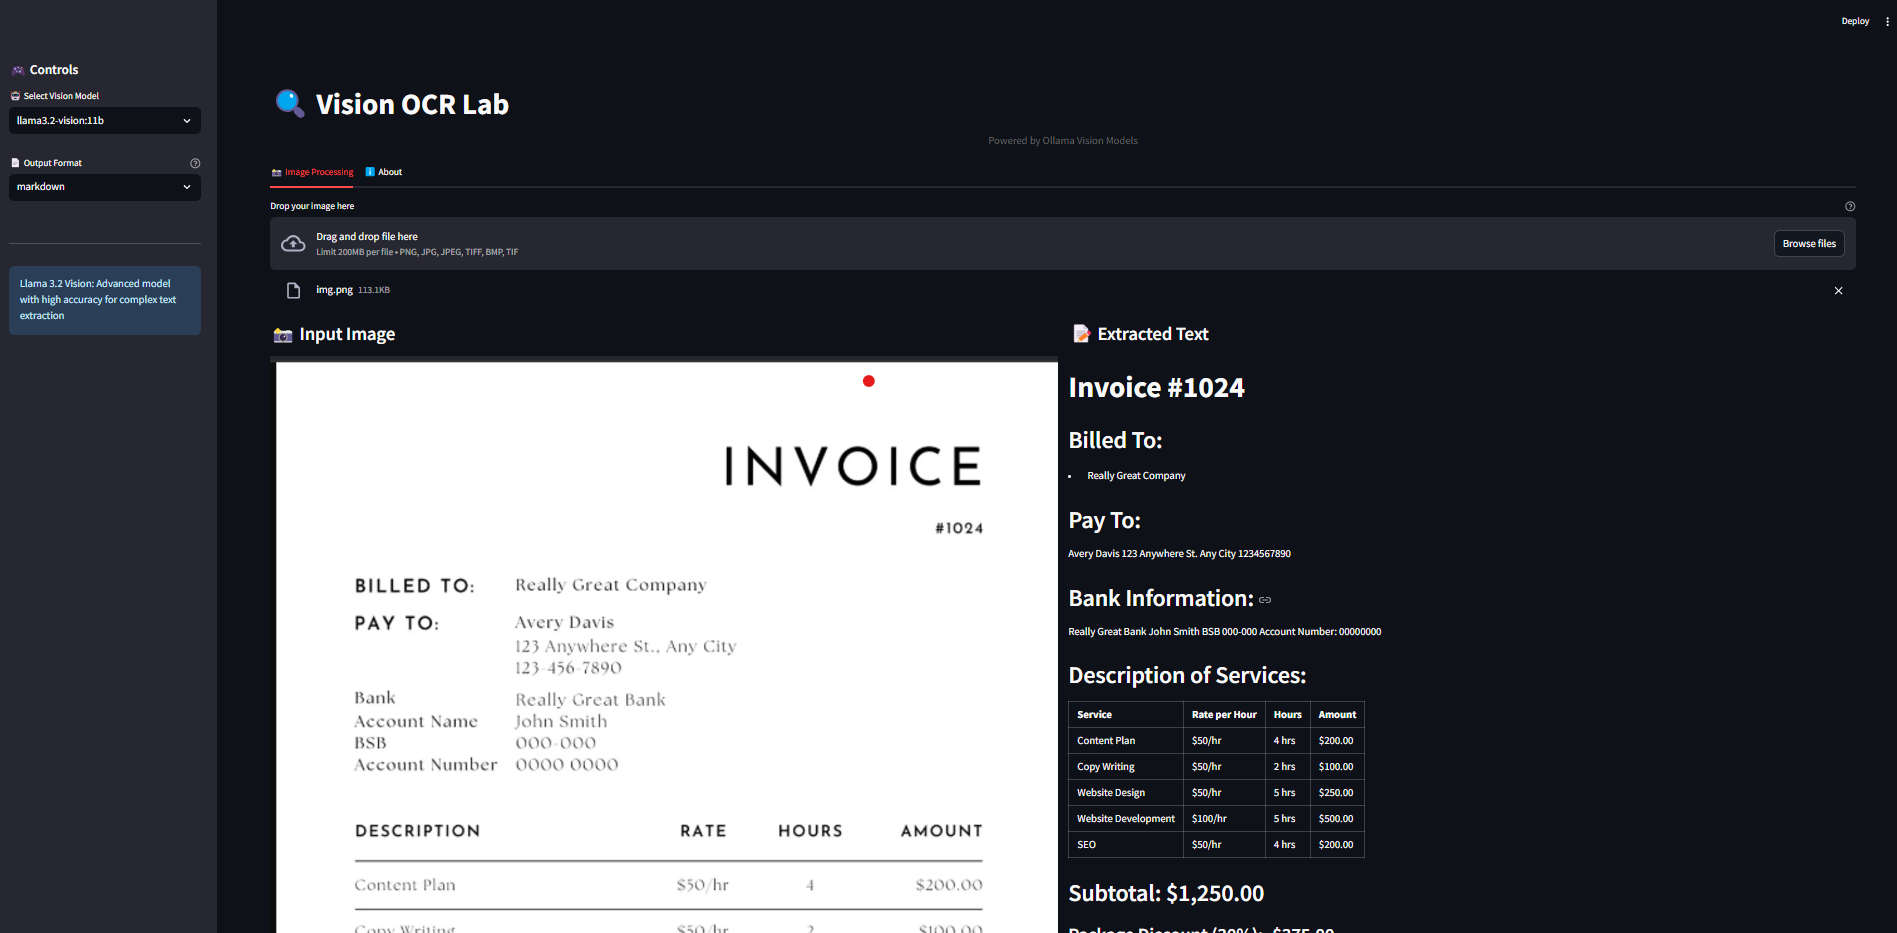 Deploy
Controls
Select Vision Model
llama3.2-vision:11b
Output Format
markdown
Llama 3.2 Vision: Advanced model
with high accuracy for complex text
extraction
Vision OCR Lab
Powered by Ollama Vision Models
Image Processing
About
Drop your image here
Drag and drop file here
Limit 200MB per file • PNG, JPG, JPEG, TIFF, BMP, TIF
Browse files
img.png 113.1KB
Input Image
INVOICE
#1024
BILLED TO: Really Great Company
PAY TO: Avery Davis
123 Anywhere St., Any City
123-456-7890
Bank Really Great Bank
Account Name John Smith
BSB 000-000
Account Number 0000 0000
DESCRIPTION RATE HOURS AMOUNT
Content Plan $50/hr 4 $200.00
Copy Writing $50/hr 2 $100.00
Extracted Text
Invoice #1024
Billed To:
• Really Great Company
Pay To:
Avery Davis 123 Anywhere St. Any City 1234567890
Bank Information:
Really Great Bank John Smith BSB 000-000 Account Number: 00000000
Description of Services:
Service Rate per Hour Hours Amount
Content Plan $50/hr 4 hrs $200.00
Copy Writing $50/hr 2 hrs $100.00
Website Design $50/hr 5 hrs $250.00
Website Development $100/hr 5 hrs $500.00
SEO $50/hr 4 hrs $200.00
Subtotal: $1,250.00
Package Discount (30%): $375.00